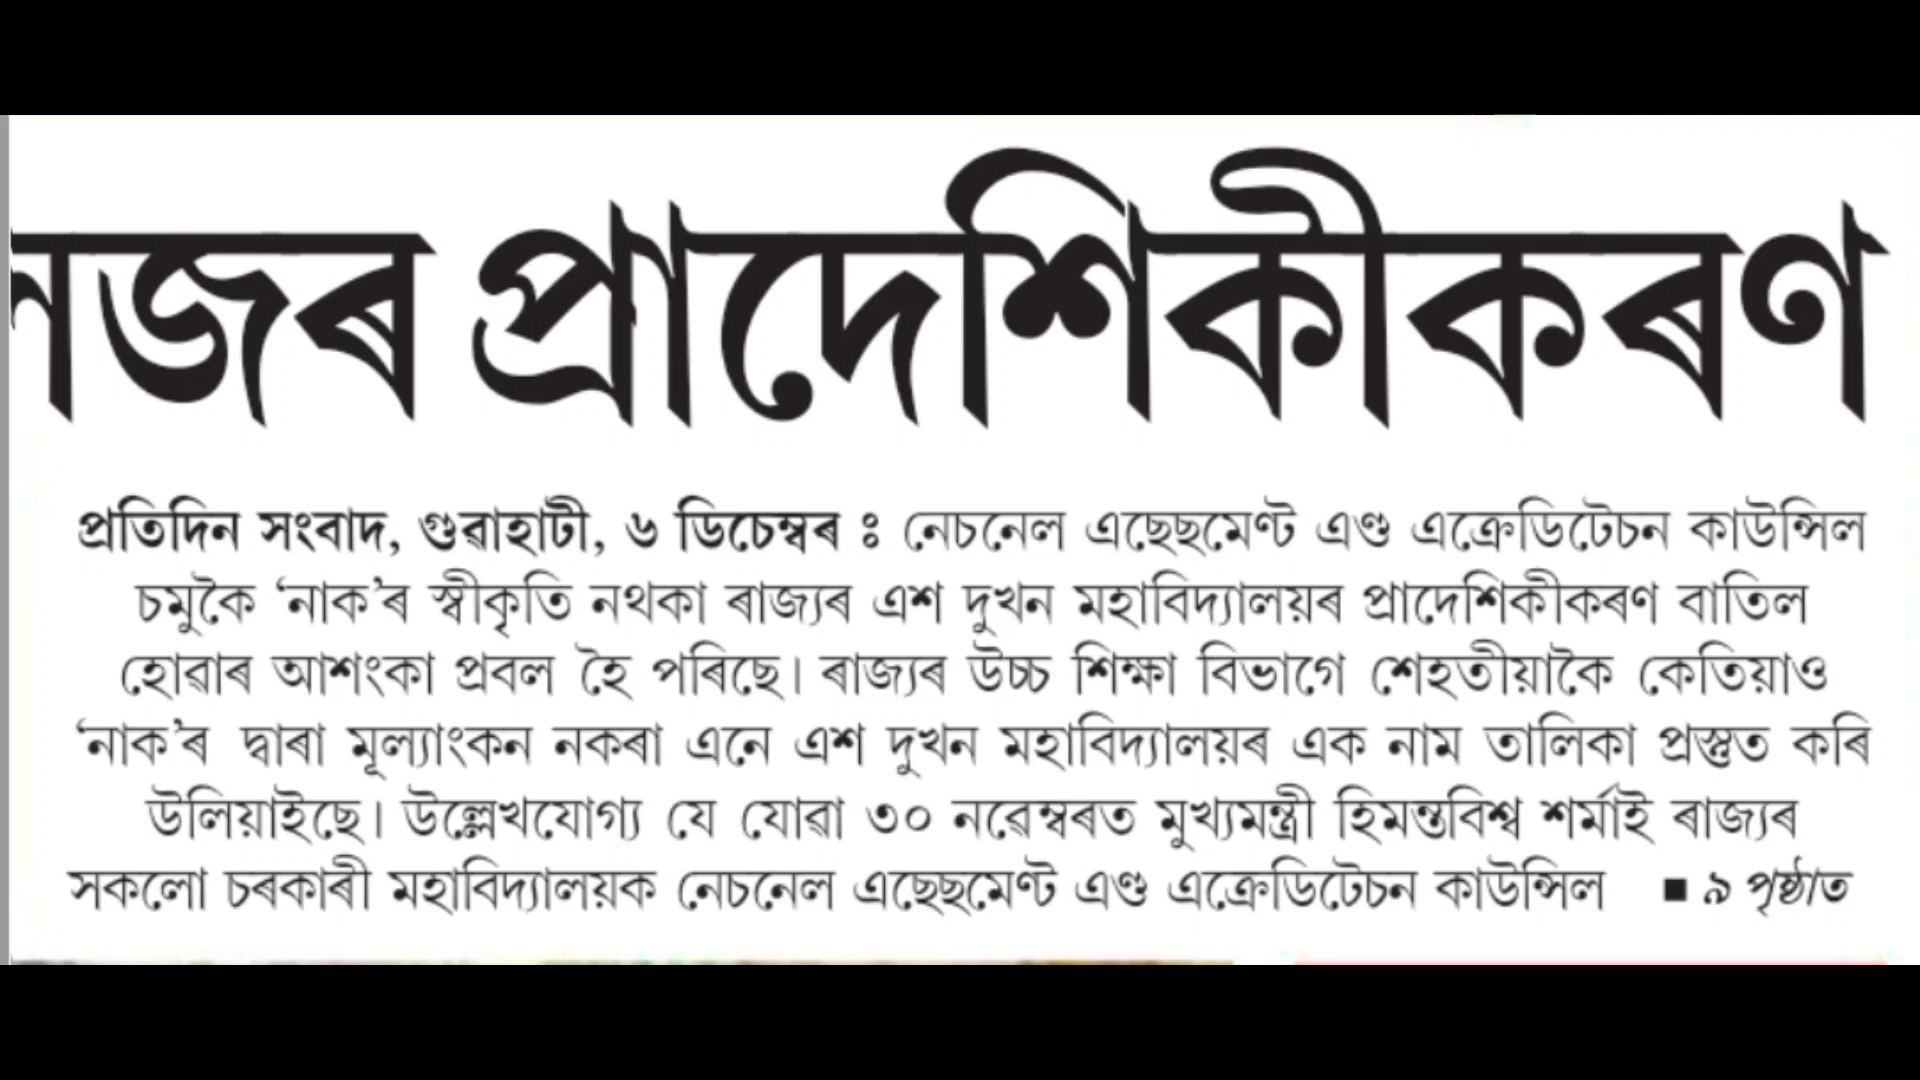 নজৰ প্ৰাদেশিকীকৰণ
প্ৰতিদিন সংবাদ, গুৱাহাটী, ৬ ডিচেম্বৰ ঃ নেচনেল এছেছমেণ্ট এণ্ড এক্ৰেডিটেচন কাউন্সিল
চমুকৈ ‘নাক’ৰ স্বীকৃতি নথকা ৰাজ্যৰ এশ দুখন মহাবিদ্যালয়ৰ প্ৰাদেশিকীকৰণ বাতিল
হোৱাৰ আশংকা প্ৰবল হৈ পৰিছে। ৰাজ্যৰ উচ্চ শিক্ষা বিভাগে শেহতীয়াকৈ কেতিয়াও
‘নাক’ৰ দ্বাৰা মূল্যাংকন নকৰা এনে এশ দুখন মহাবিদ্যালয়ৰ এক নাম তালিকা প্ৰস্তুত কৰি
উলিয়াইছে। উল্লেখযোগ্য যে যোৱা ৩০ নৱেম্বৰত মুখ্যমন্ত্ৰী হিমন্তবিশ্ব শৰ্মাই ৰাজ্যৰ
সকলো চৰকাৰী মহাবিদ্যালয়ক নেচনেল এছেছমেণ্ট এণ্ড এক্ৰেডিটেচন কাউন্সিল ■ ৯ পৃষ্ঠাত